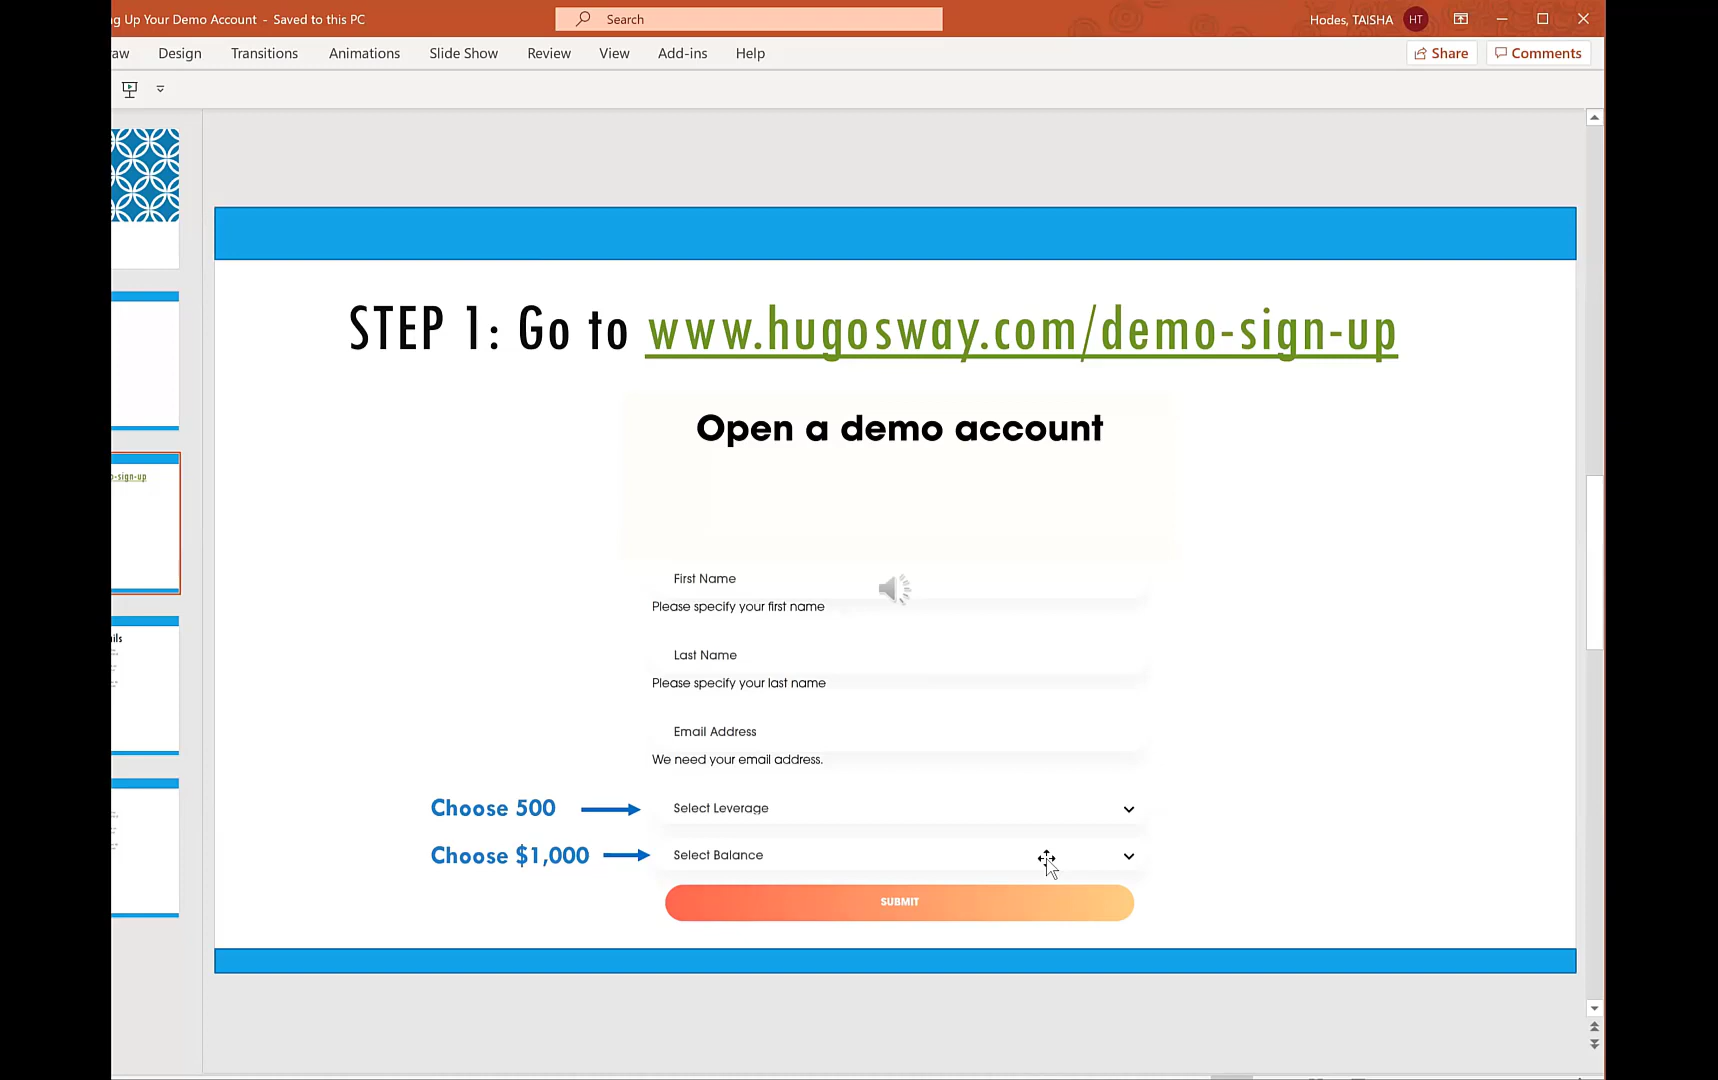 g Up Your Demo Account - Saved to this PC
Search
Hodes, TAISHA
HT
aw Design Transitions Animations Slide Show Review View Add-ins Help
Share
Comments
STEP 1: Go to www.hugosway.com/demo-sign-up
o-sign-up
ils
Open a demo account
First Name
Please specify your first name
Last Name
Please specify your last name
Email Address
We need your email address.
Choose 500
Select Leverage
Choose $1,000
Select Balance
SUBMIT